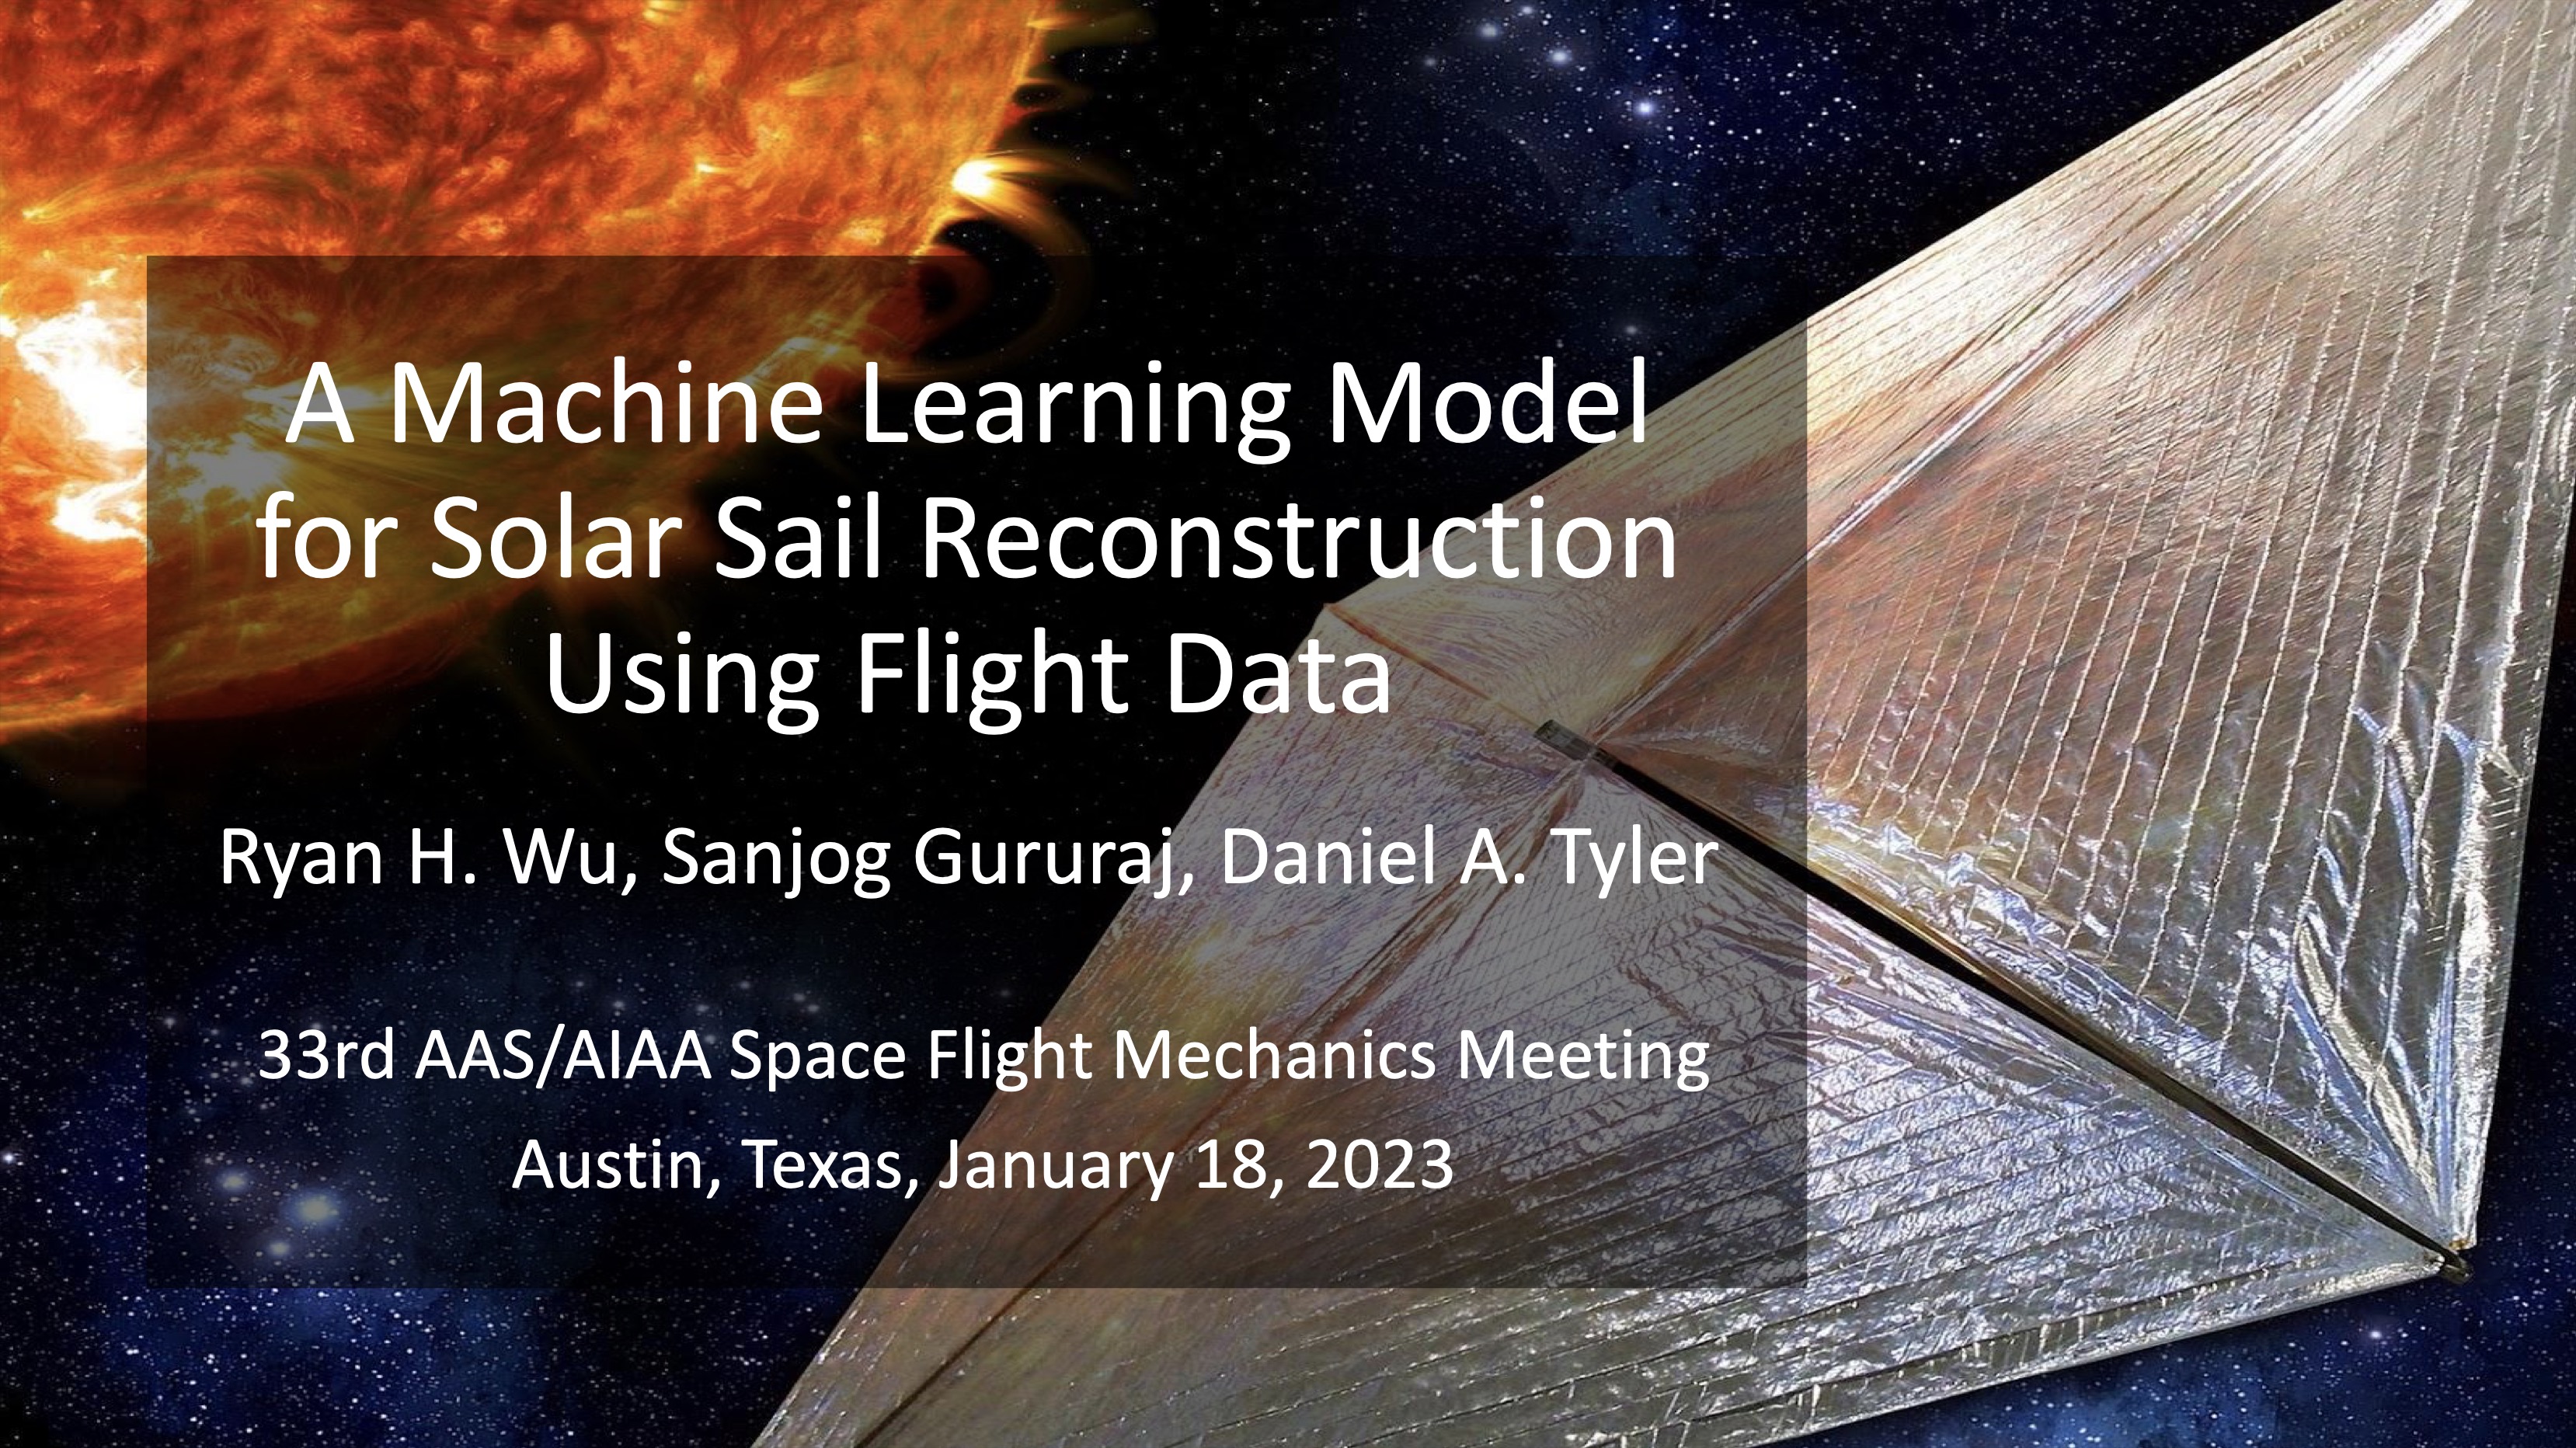 A Machine Learning Model
for Solar Sail Reconstruction
Using Flight Data
Ryan H. Wu, Sanjog Gururaj, Daniel A. Tyler
33rd AAS/AIAA Space Flight Mechanics Meeting
Austin, Texas, January 18, 2023